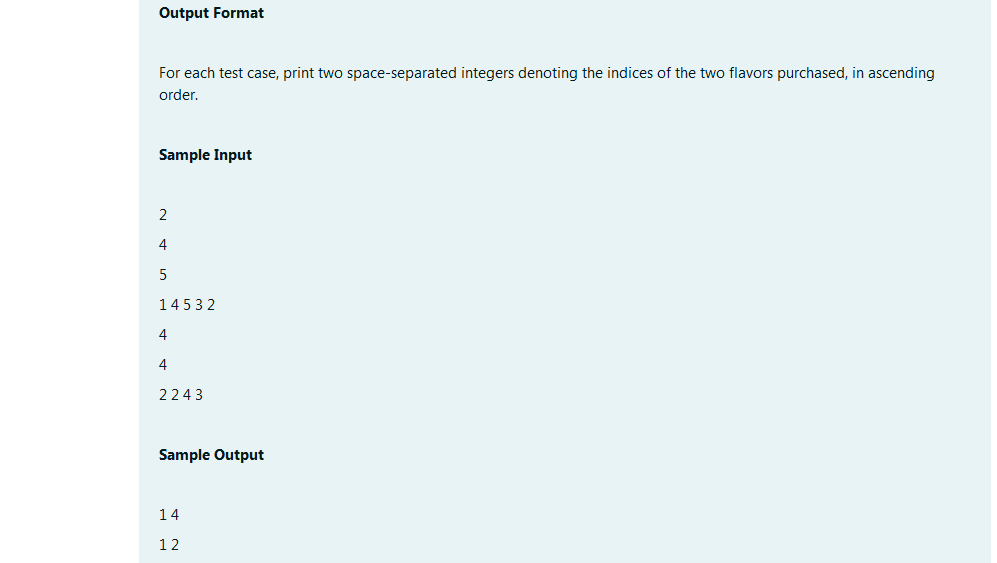 Output Format
For each test case, print two space-separated integers denoting the indices of the two flavors purchased, in ascending
order.
Sample Input
2
4
5
1 4 5 3 2
4
4
2 2 4 3
Sample Output
1 4
1 2